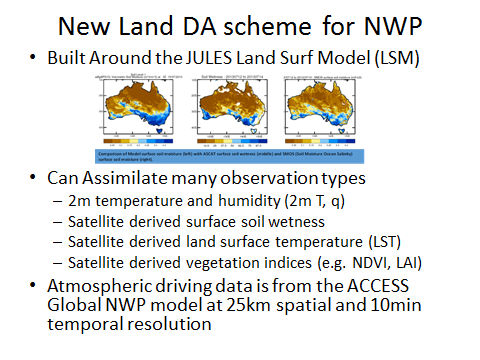 New Land DA scheme for NWP
• Built Around the JULES Land Surf Model (LSM)
Comparison of Model surface soil moisture (left) with ASCAT surface soil wetness (middle) and SMOS (Soil Moisture Ocean Salinity)
surface soil moisture (right).
• Can Assimilate many observation types
– 2m temperature and humidity (2m T, q)
– Satellite derived surface soil wetness
– Satellite derived land surface temperature (LST)
– Satellite derived vegetation indices (e.g. NDVI, LAI)
• Atmospheric driving data is from the ACCESS
Global NWP model at 25km spatial and 10min
temporal resolution